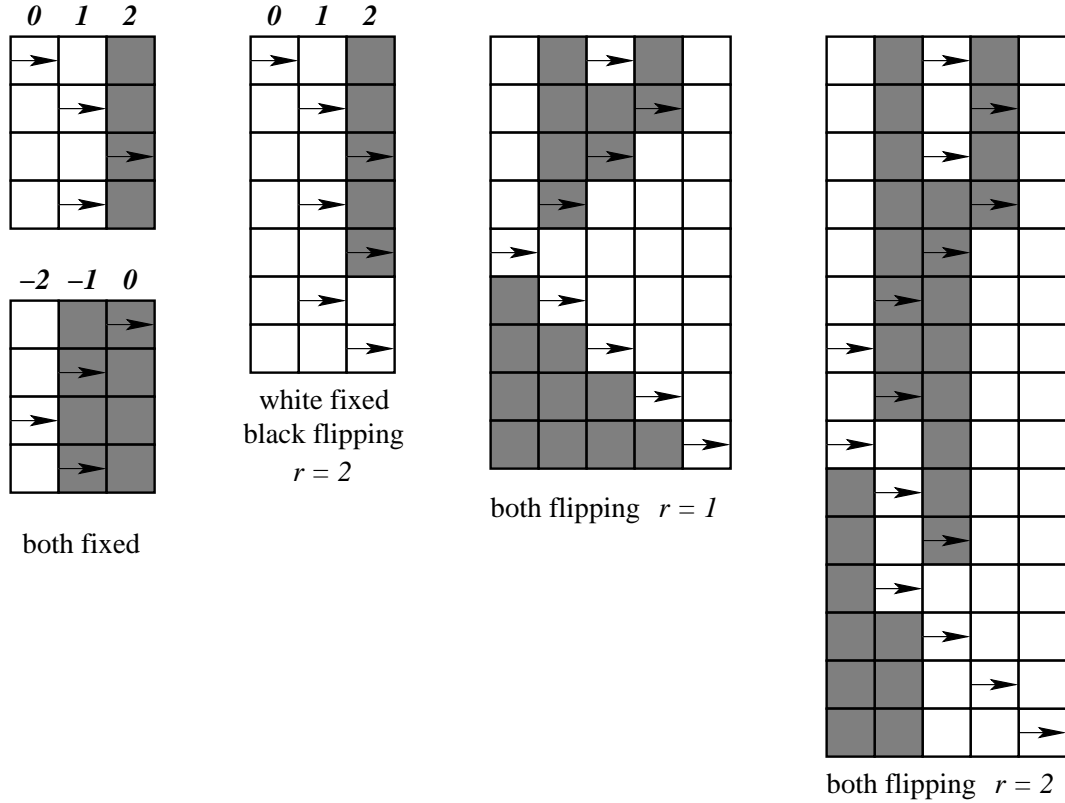 0 1 2
−2 −1 0
both fixed
0 1 2
white fixed
black flipping
r = 2
both flipping r = 1
both flipping r = 2